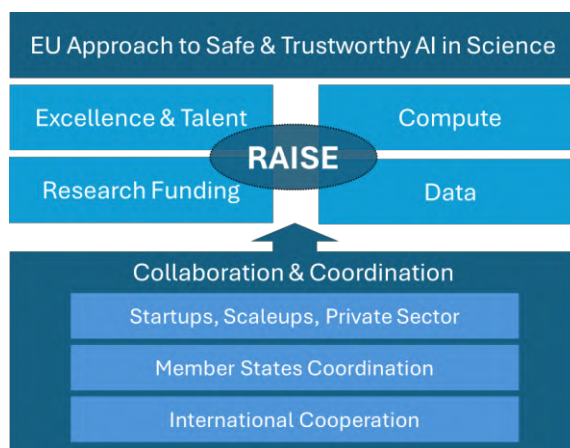 EU Approach to Safe & Trustworthy AI in Science
Excellence & Talent
Compute
RAISE
Research Funding
Data
Collaboration & Coordination
Startups, Scaleups, Private Sector
Member States Coordination
International Cooperation